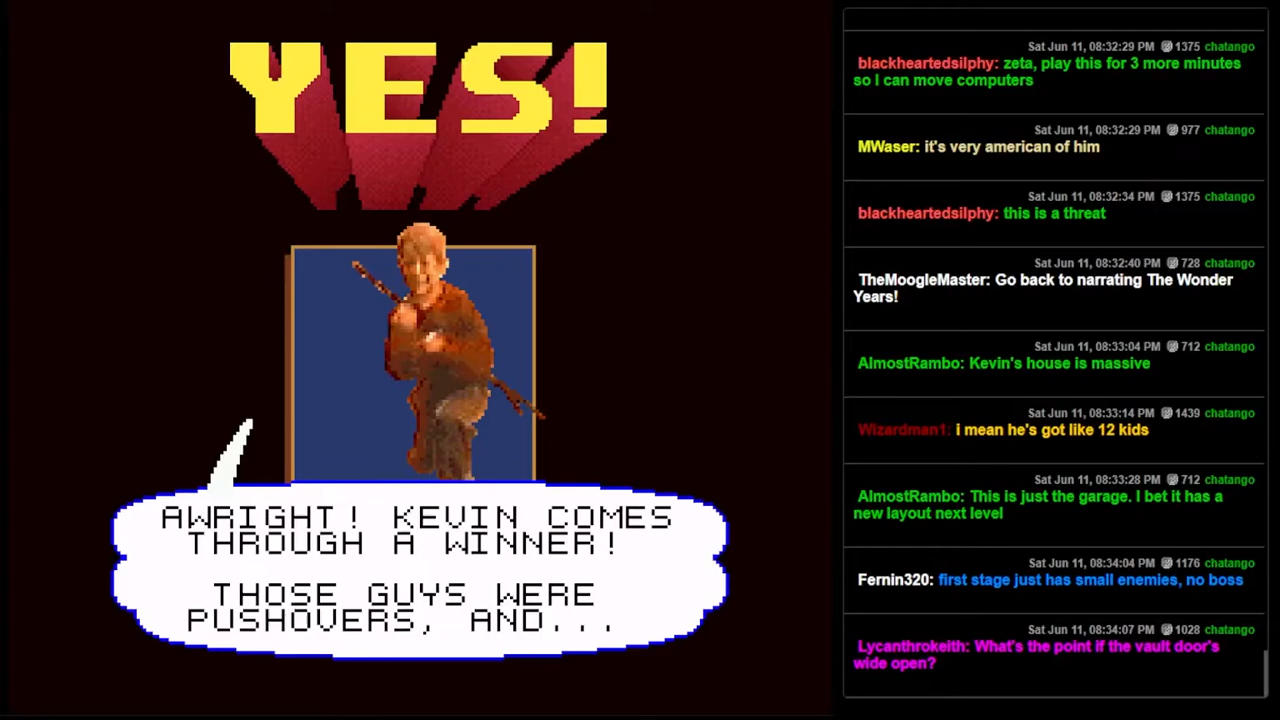 YES!
AWRIGHT! KEVIN COMES
THROUGH A WINNER!
THOSE GUYS WERE
PUSHOVERS, AND...
Sat Jun 11, 08:32:29 PM 1375 chatango
blackheartedsilphy: zeta, play this for 3 more minutes
so I can move computers
Sat Jun 11, 08:32:29 PM 977 chatango
MWaser: it's very american of him
Sat Jun 11, 08:32:34 PM 1375 chatango
blackheartedsilphy: this is a threat
Sat Jun 11, 08:32:40 PM 728 chatango
TheMoogleMaster: Go back to narrating The Wonder
Years!
Sat Jun 11, 08:33:04 PM 712 chatango
AlmostRambo: Kevin's house is massive
Sat Jun 11, 08:33:14 PM 1439 chatango
Wizardman1: i mean he's got like 12 kids
Sat Jun 11, 08:33:28 PM 712 chatango
AlmostRambo: This is just the garage. I bet it has a
new layout next level
Sat Jun 11, 08:34:04 PM 1176 chatango
Fernin320: first stage just has small enemies, no boss
Sat Jun 11, 08:34:07 PM 1028 chatango
Lycanthrokeith: What's the point if the vault door's
wide open?